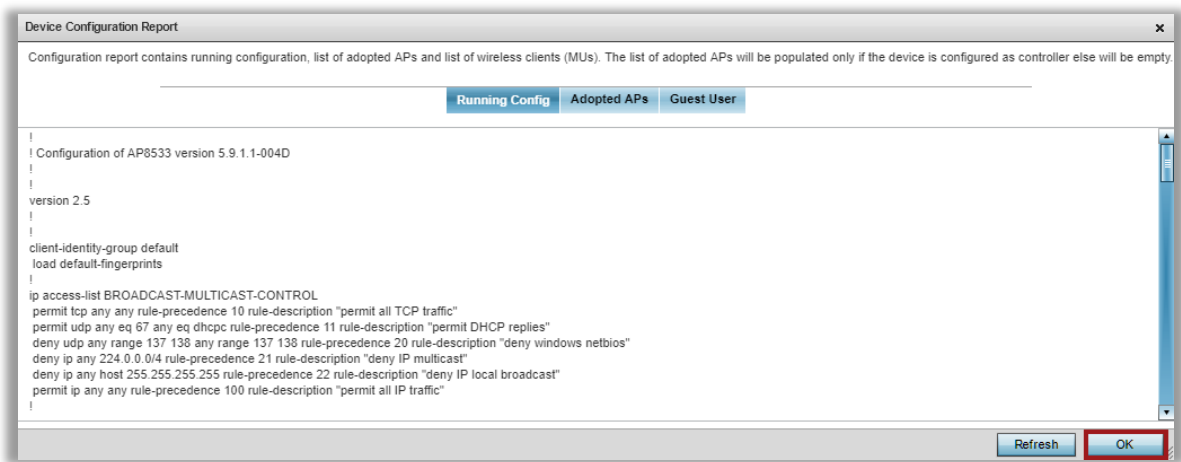 Device Configuration Report
x
Configuration report contains running configuration, list of adopted APs and list of wireless clients (MUs). The list of adopted APs will be populated only if the device is configured as controller else will be empty.
Running Config Adopted APs Guest User
!
! Configuration of AP8533 version 5.9.1.1-004D
!
!
version 2.5
!
!
client-identity-group default
load default-fingerprints
!
ip access-list BROADCAST-MULTICAST-CONTROL
permit tcp any any rule-precedence 10 rule-description "permit all TCP traffic"
permit udp any eq 67 any eq dhcpc rule-precedence 11 rule-description "permit DHCP replies"
deny udp any range 137 138 any range 137 138 rule-precedence 20 rule-description "deny windows netbios"
deny ip any 224.0.0.0/4 rule-precedence 21 rule-description "deny IP multicast"
deny ip any host 255.255.255.255 rule-precedence 22 rule-description "deny IP local broadcast"
permit ip any any rule-precedence 100 rule-description "permit all IP traffic"
!
Refresh OK